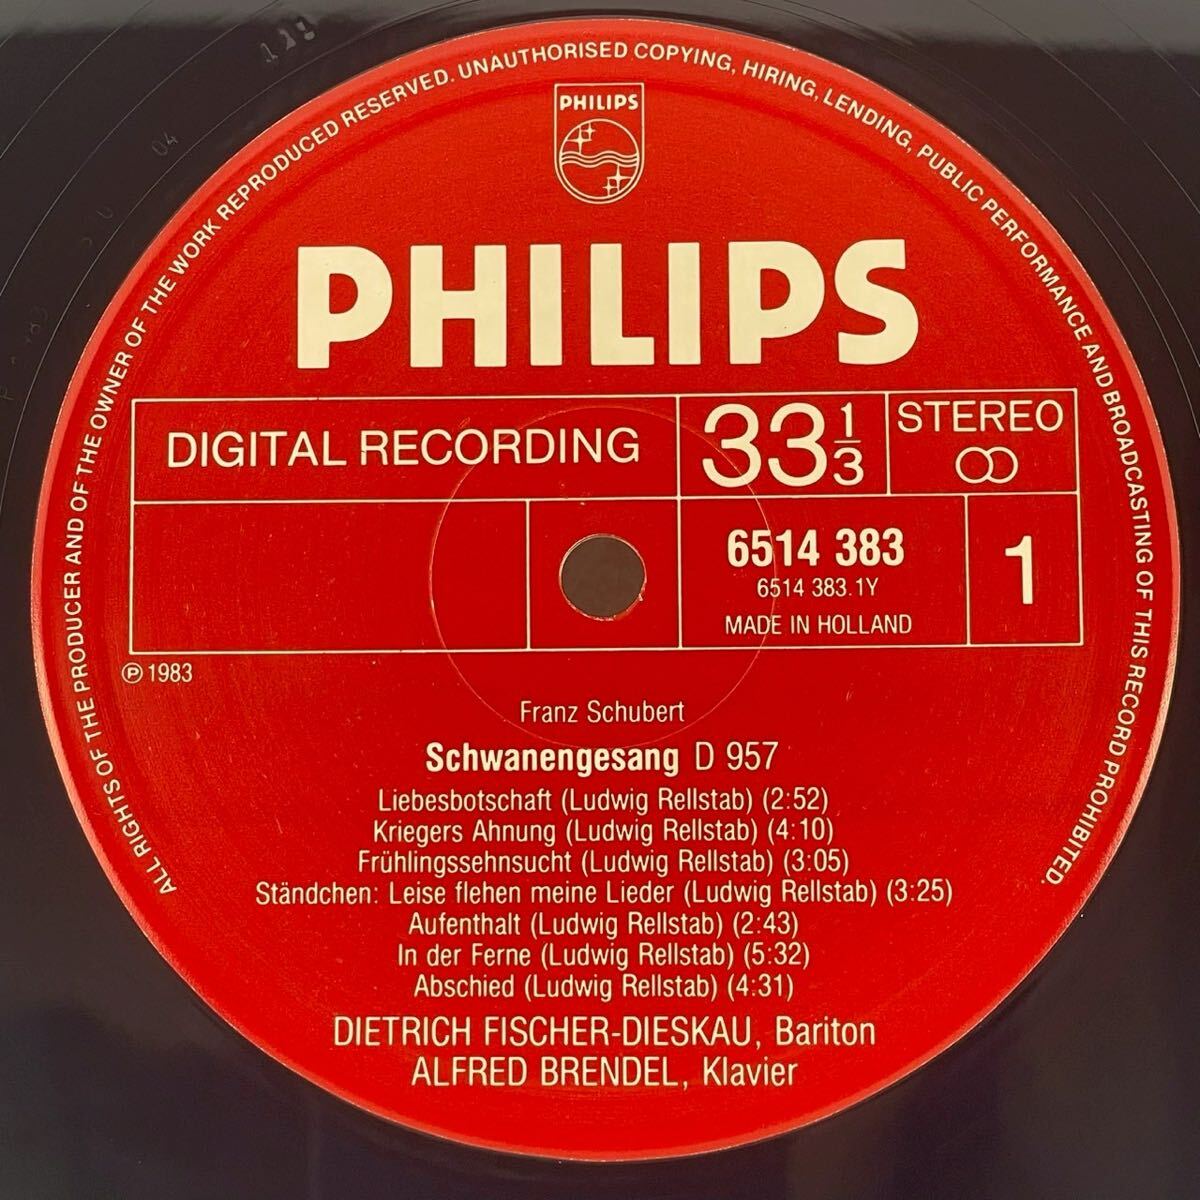 ALL RIGHTS OF THE PRODUCER AND OF THE OWNER OF THE WORK REPRODUCED RESERVED. UNAUTHORISED COPYING, HIRING, LENDING, PUBLIC PERFORMANCE AND BROADCASTING OF THIS RECORD PROHIBITED.
PHILIPS
PHILIPS
DIGITAL RECORDING
33 1/3
STEREO
6514 383
6514 383.1Y
MADE IN HOLLAND
1
℗ 1983
Franz Schubert
Schwanengesang D 957
Liebesbotschaft (Ludwig Rellstab) (2:52)
Kriegers Ahnung (Ludwig Rellstab) (4:10)
Frühlingssehnsucht (Ludwig Rellstab) (3:05)
Ständchen: Leise flehen meine Lieder (Ludwig Rellstab) (3:25)
Aufenthalt (Ludwig Rellstab) (2:43)
In der Ferne (Ludwig Rellstab) (5:32)
Abschied (Ludwig Rellstab) (4:31)
DIETRICH FISCHER-DIESKAU, Bariton
ALFRED BRENDEL, Klavier